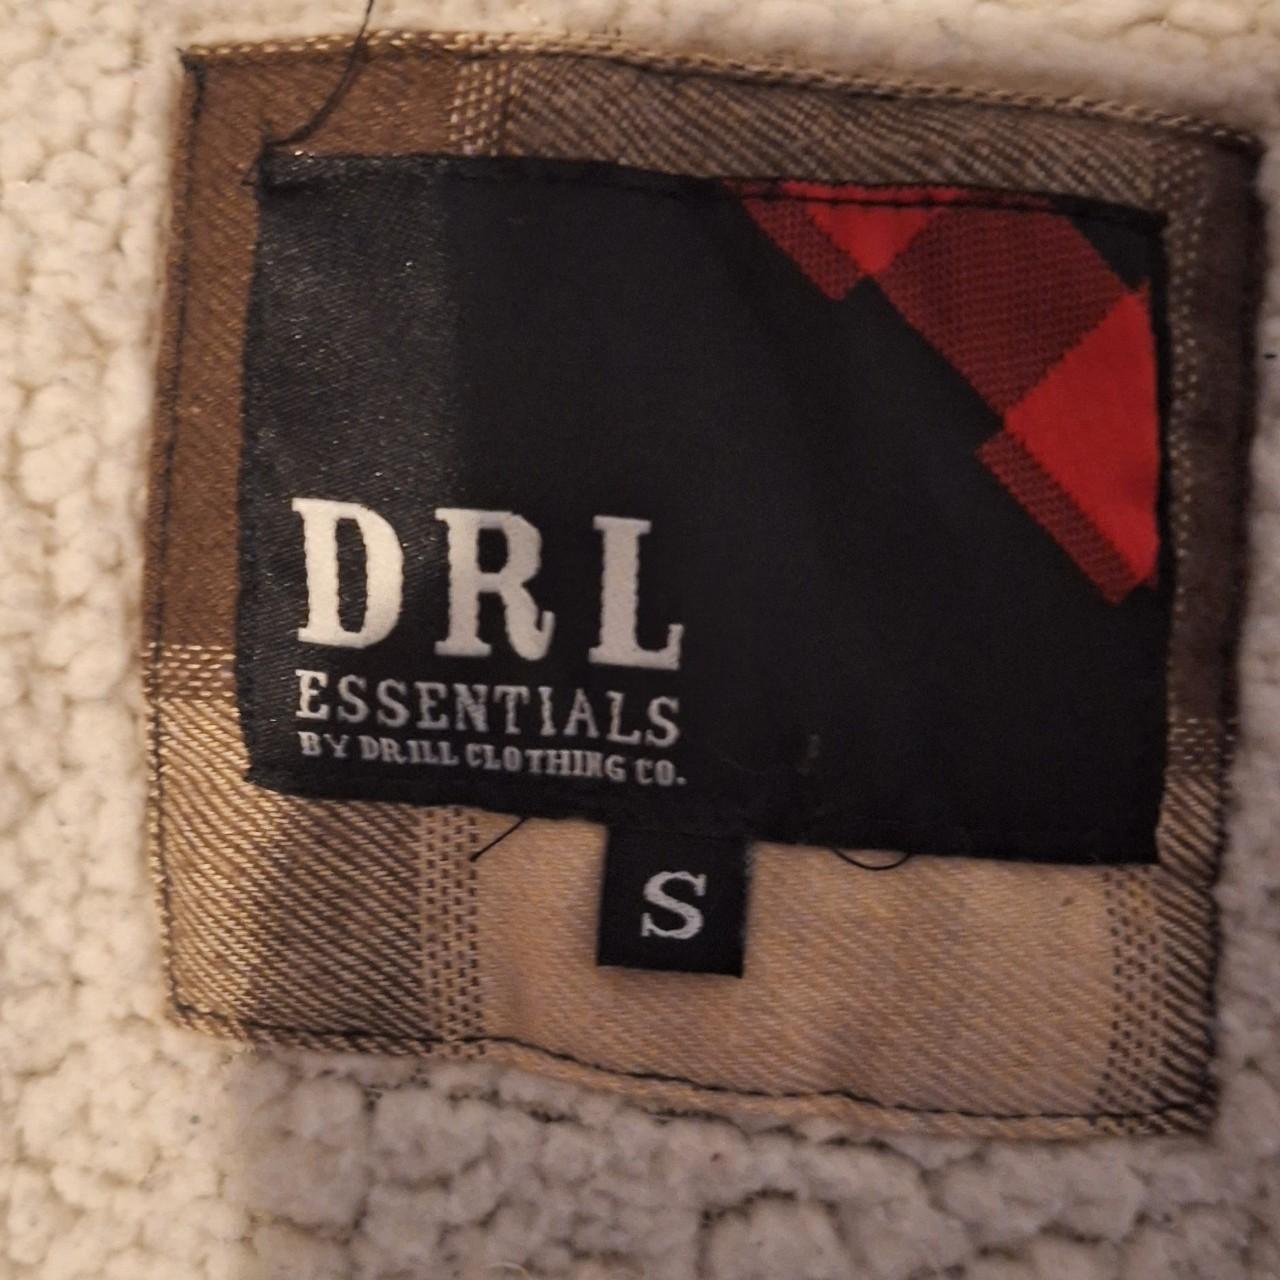 DRL
ESSENTIALS
BY DRILL CLOTHING CO.
S